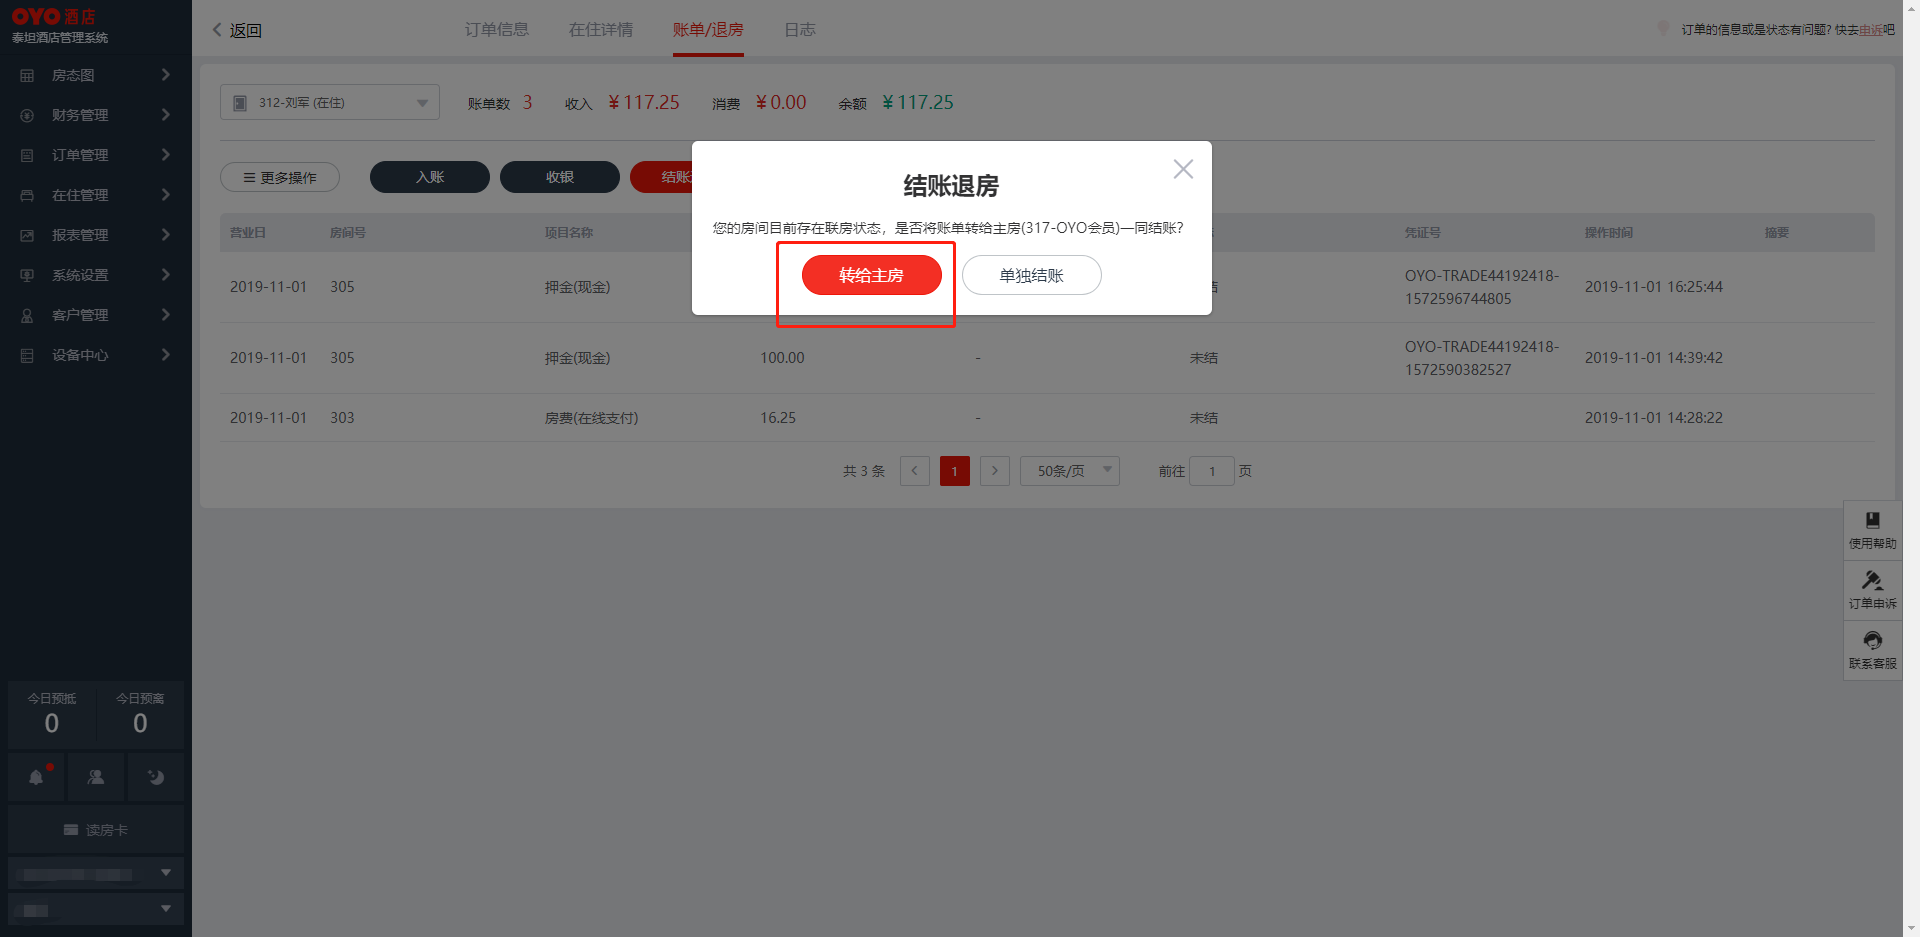 OYO 酒店
泰坦酒店管理系统
房态图
财务管理
订单管理
在住管理
报表管理
系统设置
客户管理
设备中心
今日预抵 今日预离
0 0
读房卡
返回 订单信息 在住详情 账单/退房 日志 订单的信息或是状态有问题? 快去申诉吧
312-刘军 (在住) 账单数 3 收入 ¥ 117.25 消费 ¥ 0.00 余额 ¥ 117.25
更多操作 入账 收银 结账
结账退房
您的房间目前存在联房状态，是否将账单转给主房(317-OYO会员)一同结账?
转给主房 单独结账
营业日 房间号 项目名称 凭证号 操作时间 摘要
2019-11-01 305 押金(现金) 结 OYO-TRADE44192418-1572596744805 2019-11-01 16:25:44
2019-11-01 305 押金(现金) 100.00 - 未结 OYO-TRADE44192418-1572590382527 2019-11-01 14:39:42
2019-11-01 303 房费(在线支付) 16.25 - 未结 2019-11-01 14:28:22
共 3 条 < 1 > 50条/页 前往 1 页
使用帮助
订单申诉
联系客服